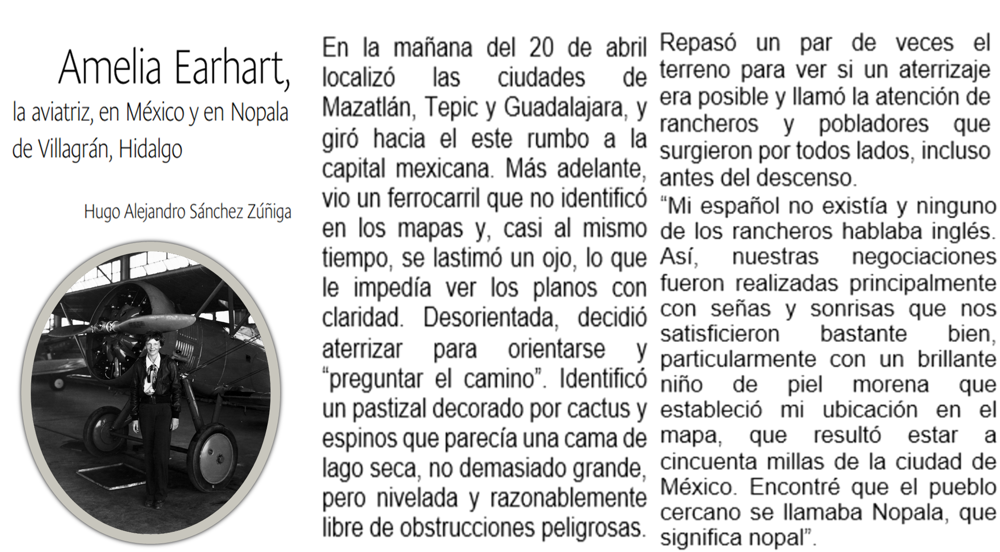 Amelia Earhart,
la aviatriz, en México y en Nopala
de Villagrán, Hidalgo
Hugo Alejandro Sánchez Zúñiga
En la mañana del 20 de abril
localizó las ciudades de
Mazatlán, Tepic y Guadalajara, y
giró hacia el este rumbo a la
capital mexicana. Más adelante,
vio un ferrocarril que no identificó
en los mapas y, casi al mismo
tiempo, se lastimó un ojo, lo que
le impedía ver los planos con
claridad. Desorientada, decidió
aterrizar para orientarse y
“preguntar el camino”. Identificó
un pastizal decorado por cactus y
espinos que parecía una cama de
lago seca, no demasiado grande,
pero nivelada y razonablemente
libre de obstrucciones peligrosas.
Repasó un par de veces el
terreno para ver si un aterrizaje
era posible y llamó la atención de
rancheros y pobladores que
surgieron por todos lados, incluso
antes del descenso.
“Mi español no existía y ninguno
de los rancheros hablaba inglés.
Así, nuestras negociaciones
fueron realizadas principalmente
con señas y sonrisas que nos
satisficieron bastante bien,
particularmente con un brillante
niño de piel morena que
estableció mi ubicación en el
mapa, que resultó estar a
cincuenta millas de la ciudad de
México. Encontré que el pueblo
cercano se llamaba Nopala, que
significa nopal”.